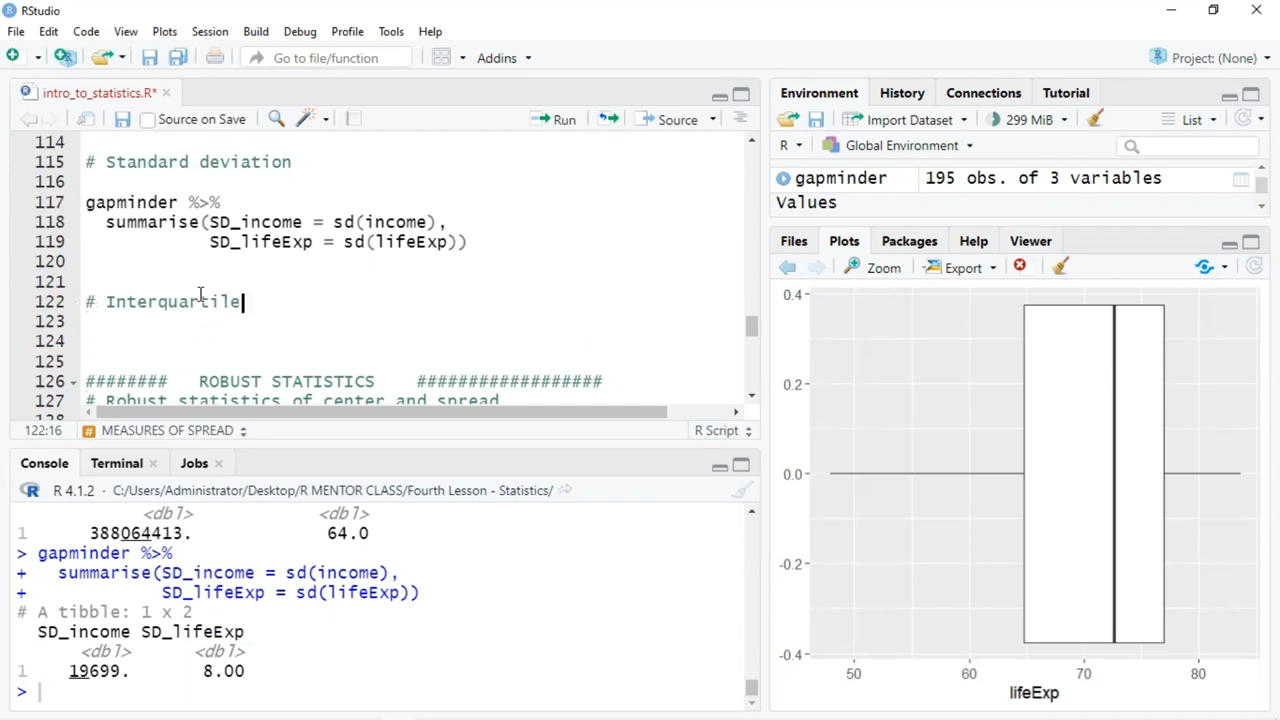 RStudio
File Edit Code View Plots Session Build Debug Profile Tools Help
Go to file/function Addins Project: (None)
intro_to_statistics.R*
Source on Save Run Source
114
115 # Standard deviation
116
117 gapminder %>%
118 summarise(SD_income = sd(income),
119 SD_lifeExp = sd(lifeExp))
120
121
122 # Interquartile
123
124
125
126 ######## ROBUST STATISTICS #################
127 # Robust statistics of center and spread
128
122:16 # MEASURES OF SPREAD R Script
Console Terminal Jobs
R 4.1.2 · C:/Users/Administrator/Desktop/R MENTOR CLASS/Fourth Lesson - Statistics/
<dbl> <dbl>
1 388064413. 64.0
> gapminder %>%
+ summarise(SD_income = sd(income),
+ SD_lifeExp = sd(lifeExp))
# A tibble: 1 x 2
SD_income SD_lifeExp
<dbl> <dbl>
1 19699. 8.00
>
Environment History Connections Tutorial
Import Dataset 299 MiB List
R Global Environment
gapminder 195 obs. of 3 variables
Values
Files Plots Packages Help Viewer
Zoom Export
0.4
0.2
0.0
-0.2
-0.4
50 60 70 80
lifeExp